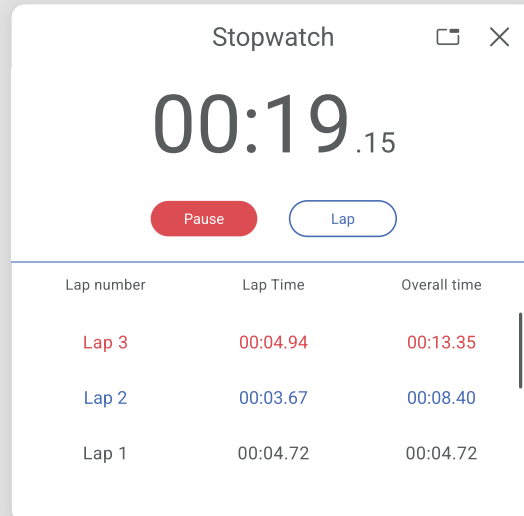 Stopwatch
00:19.15
Pause Lap
Lap number Lap Time Overall time
Lap 3 00:04.94 00:13.35
Lap 2 00:03.67 00:08.40
Lap 1 00:04.72 00:04.72